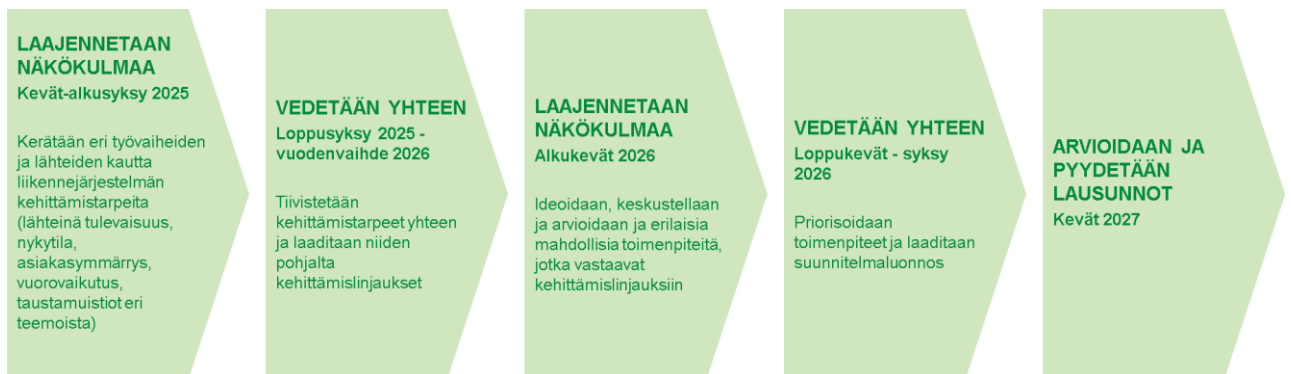 LAAJENNETAAN
NÄKÖKULMAA
Kevät-alkusyksy 2025
Kerätään eri työvaiheiden
ja lähteiden kautta
liikennejärjestelmän
kehittämistarpeita
(lähteinä tulevaisuus,
nykytila,
asiakasymmärrys,
vuorovaikutus,
taustamuistiot eri
teemoista)
VEDETÄÄN YHTEEN
Loppusyksy 2025 -
vuodenvaihde 2026
Tiivistetään
kehittämistarpeet yhteen
ja laaditaan niiden
pohjalta
kehittämislinjaukset
LAAJENNETAAN
NÄKÖKULMAA
Alkukevät 2026
Ideoidaan, keskustellaan
ja arvioidaan ja erilaisia
mahdollisia toimenpiteitä,
jotka vastaavat
kehittämislinjauksiin
VEDETÄÄN YHTEEN
Loppukevät - syksy
2026
Priorisoidaan
toimenpiteet ja laaditaan
suunnitelmaluonnos
ARVIOIDAAN JA
PYYDETÄÄN
LAUSUNNOT
Kevät 2027